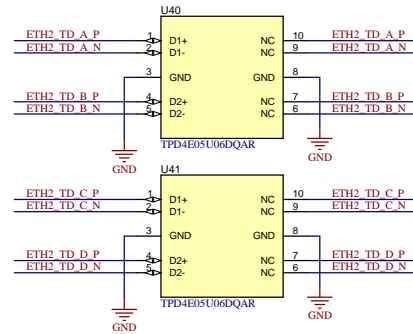 U40
ETH2_TD_A_P 1 D1+ NC 10 ETH2_TD_A_P
ETH2_TD_A_N 2 D1- NC 9 ETH2_TD_A_N
3 GND GND 8
ETH2_TD_B_P 4 D2+ NC 7 ETH2_TD_B_P
ETH2_TD_B_N 5 D2- NC 6 ETH2_TD_B_N
TPD4E05U06DQAR
GND GND
U41
ETH2_TD_C_P 1 D1+ NC 10 ETH2_TD_C_P
ETH2_TD_C_N 2 D1- NC 9 ETH2_TD_C_N
3 GND GND 8
ETH2_TD_D_P 4 D2+ NC 7 ETH2_TD_D_P
ETH2_TD_D_N 5 D2- NC 6 ETH2_TD_D_N
TPD4E05U06DQAR
GND GND